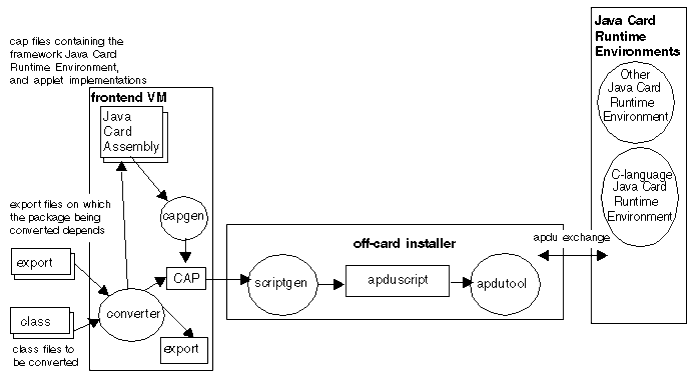 cap files containing the
framework Java Card
Runtime Environment,
and applet implementations
frontend VM
Java
Card
Assembly
capgen
export files on which
the package being
converted depends
export
class
class files to
be converted
converter
CAP
export
off-card installer
scriptgen
apduscript
apdutool
apdu exchange
Java Card
Runtime
Environments
Other
Java Card
Runtime
Environment
C-language
Java Card
Runtime
Environment